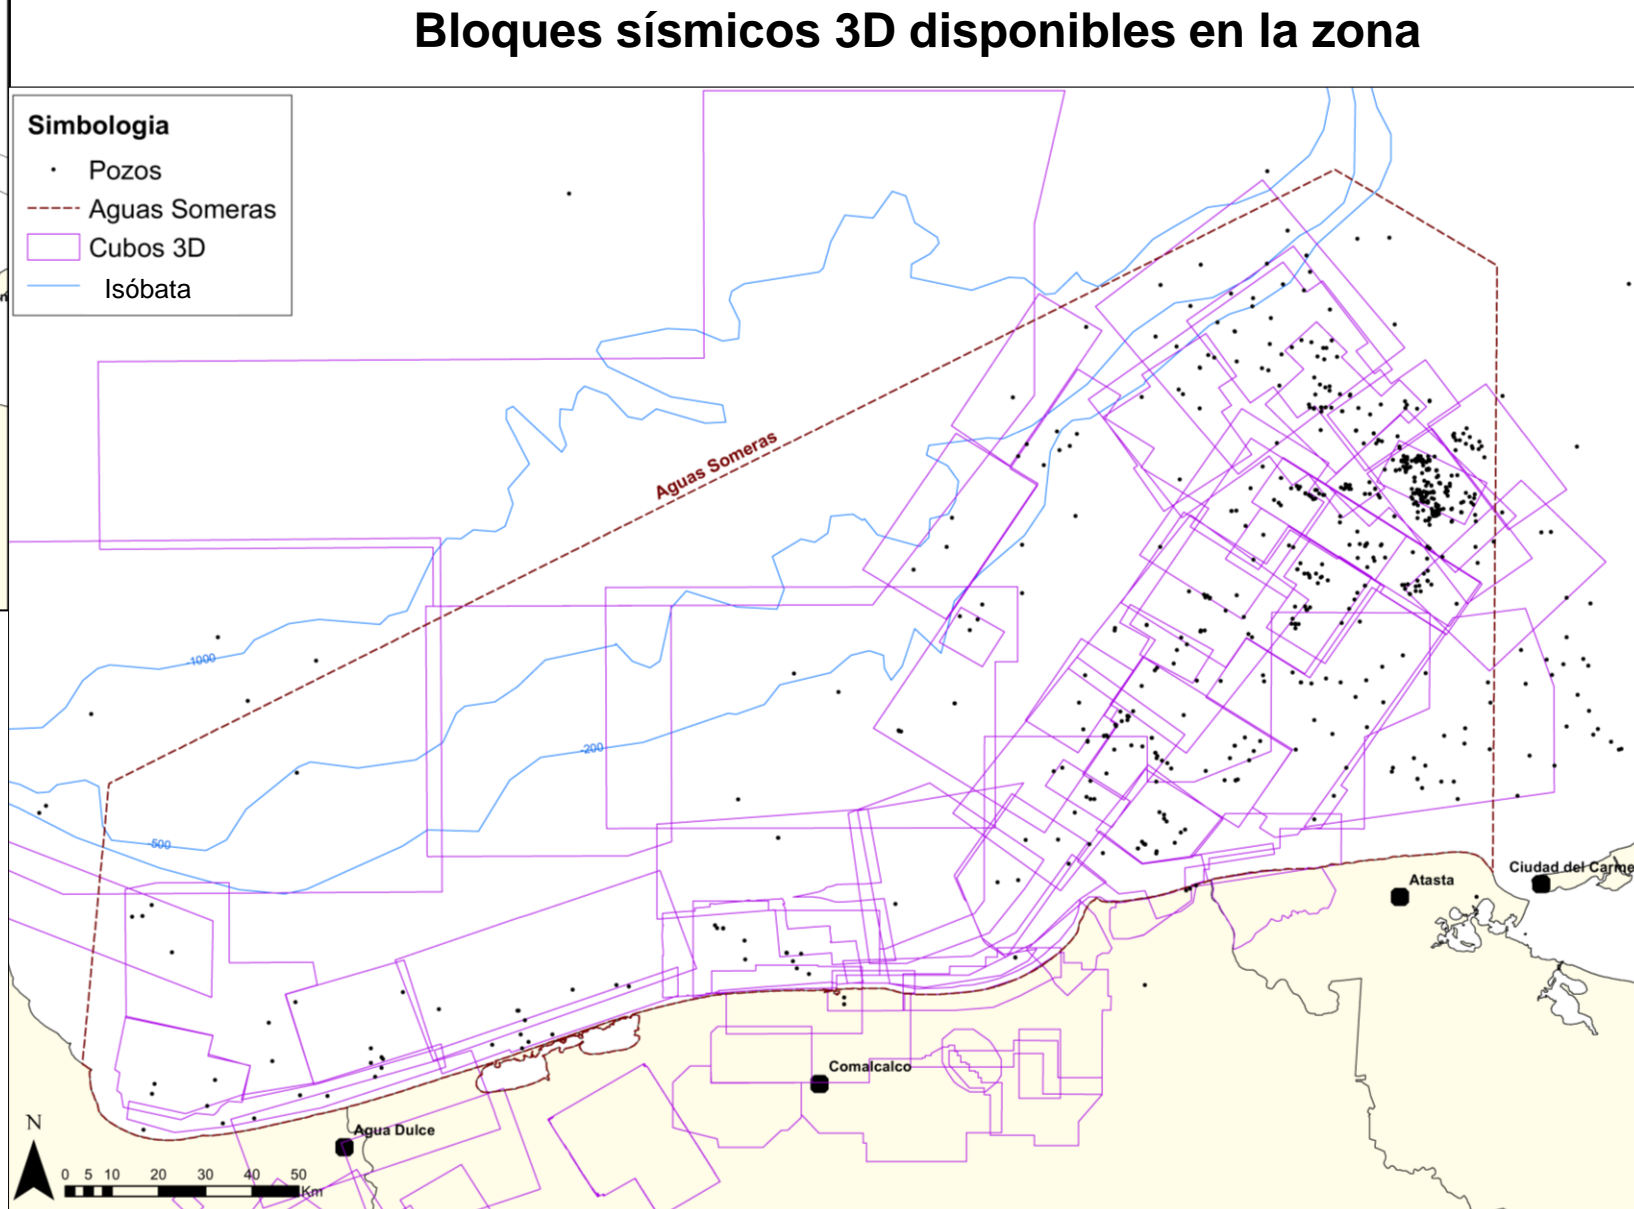 Bloques sísmicos 3D disponibles en la zona
Simbologia
Pozos
Aguas Someras
Cubos 3D
Isóbata
Aguas Someras
-1000
-200
-500
Ciudad del Carme
Atasta
Comalcalco
Agua Dulce
N
0 5 10 20 30 40 50
Km